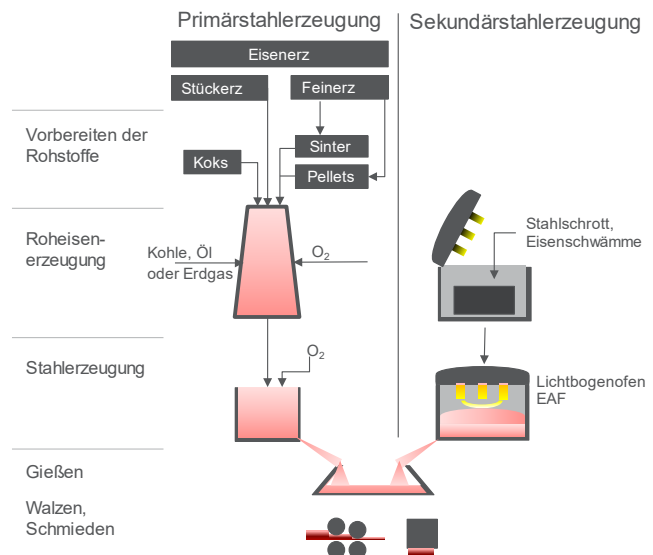 Primärstahlerzeugung
Sekundärstahlerzeugung
Eisenerz
Stückerz
Feinerz
Vorbereiten der
Rohstoffe
Sinter
Koks
Pellets
Roheisen-
erzeugung
Kohle, Öl
oder Erdgas
O₂
Stahlschrott,
Eisenschwämme
Stahlerzeugung
O₂
Lichtbogenofen
EAF
Gießen
Walzen,
Schmieden